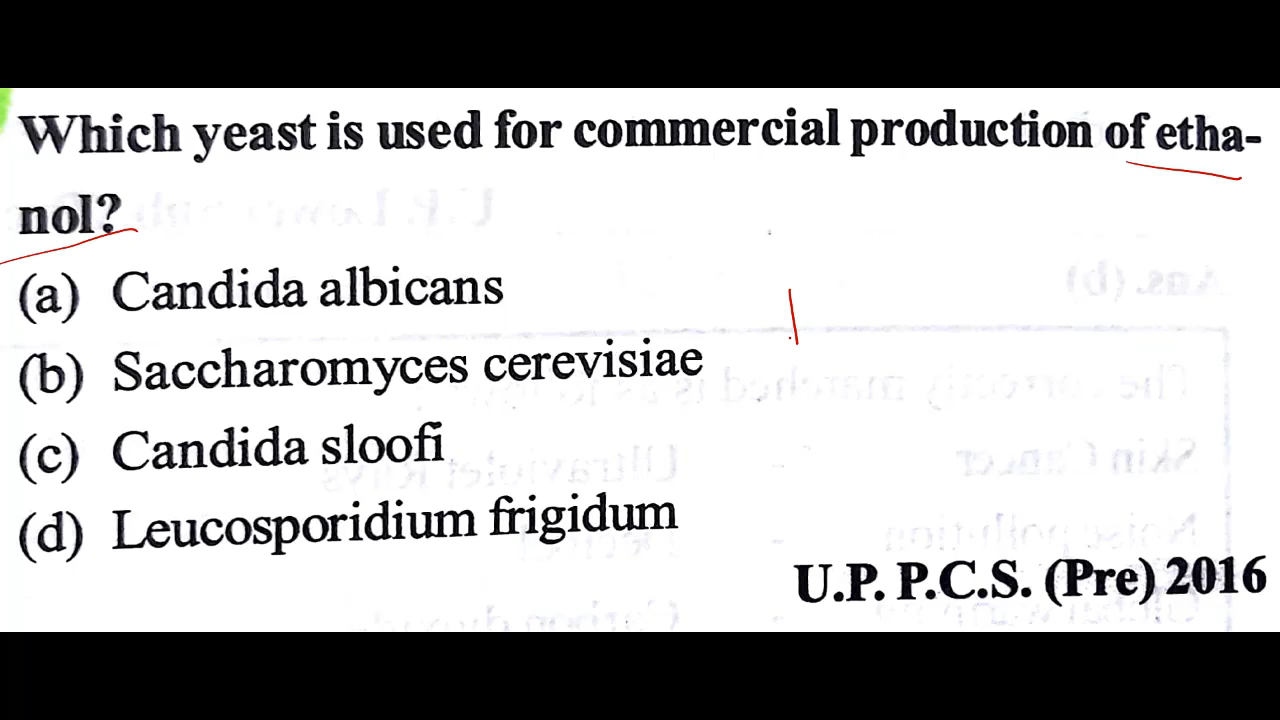 Which yeast is used for commercial production of etha-
nol?
(a) Candida albicans
(b) Saccharomyces cerevisiae
(c) Candida sloofi
(d) Leucosporidium frigidum
U.P. P.C.S. (Pre) 2016